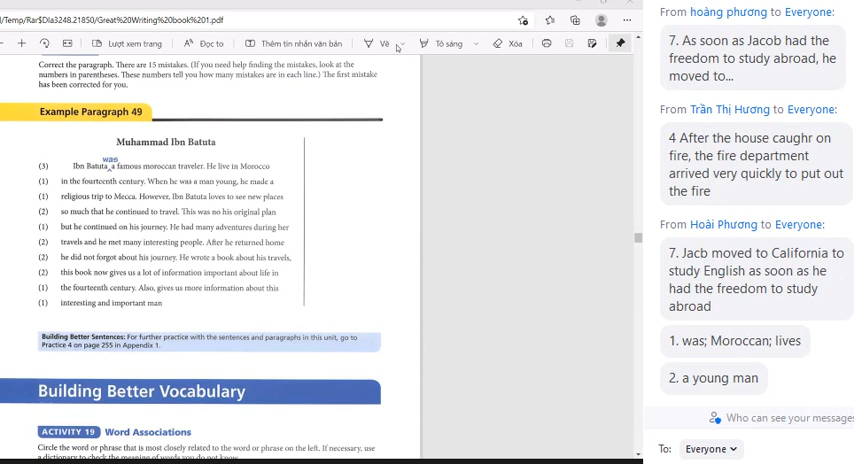 l/Temp/Rar$DIa3248.21850/Great%20Writing%20book%201.pdf
Lượt xem trang
Đọc to
Thêm tin nhắn văn bản
Vẽ
Tô sáng
Xóa
Correct the paragraph. There are 15 mistakes. (If you need help finding the mistakes, look at the
numbers in parentheses. These numbers tell you how many mistakes are in each line.) The first mistake
has been corrected for you.
Example Paragraph 49
Muhammad Ibn Batuta
was
(3) Ibn Batuta‸a famous moroccan traveler. He live in Morocco
(1) in the fourteenth century. When he was a man young, he made a
(1) religious trip to Mecca. However, Ibn Batuta loves to see new places
(2) so much that he continued to travel. This was no his original plan
(1) but he continued on his journey. He had many adventures during her
(2) travels and he met many interesting people. After he returned home
(2) he did not forgot about his journey. He wrote a book about his travels,
(2) this book now gives us a lot of information important about life in
(1) the fourteenth century. Also, gives us more information about this
(1) interesting and important man
Building Better Sentences: For further practice with the sentences and paragraphs in this unit, go to
Practice 4 on page 255 in Appendix 1.
Building Better Vocabulary
ACTIVITY 19 Word Associations
Circle the word or phrase that is most closely related to the word or phrase on the left. If necessary, use
a dictionary to check the meaning of words you do not know.
From hoàng phương to Everyone:
7. As soon as Jacob had the
freedom to study abroad, he
moved to...
From Trần Thị Hương to Everyone:
4 After the house caughr on
fire, the fire department
arrived very quickly to put out
the fire
From Hoài Phương to Everyone:
7. Jacb moved to California to
study English as soon as he
had the freedom to study
abroad
1. was; Moroccan; lives
2. a young man
Who can see your messages
To: Everyone